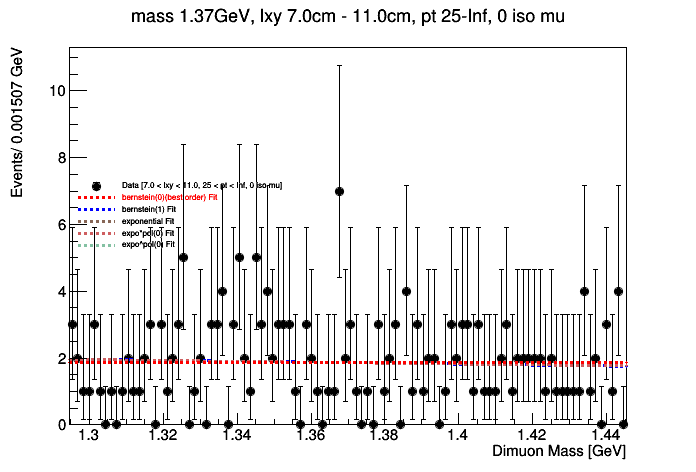 mass 1.37GeV, lxy 7.0cm - 11.0cm, pt 25-Inf, 0 iso mu
Events/ 0.001507 GeV
10
8
Data [7.0 < lxy < 11.0, 25 < pt < Inf, 0 iso mu]
bernstein(0)(best order) Fit
6
bernstein(1) Fit
exponential Fit
expo*pol(0) Fit
expo^pol(0) Fit
4
2
0
1.3 1.32 1.34 1.36 1.38 1.4 1.42 1.44
Dimuon Mass [GeV]